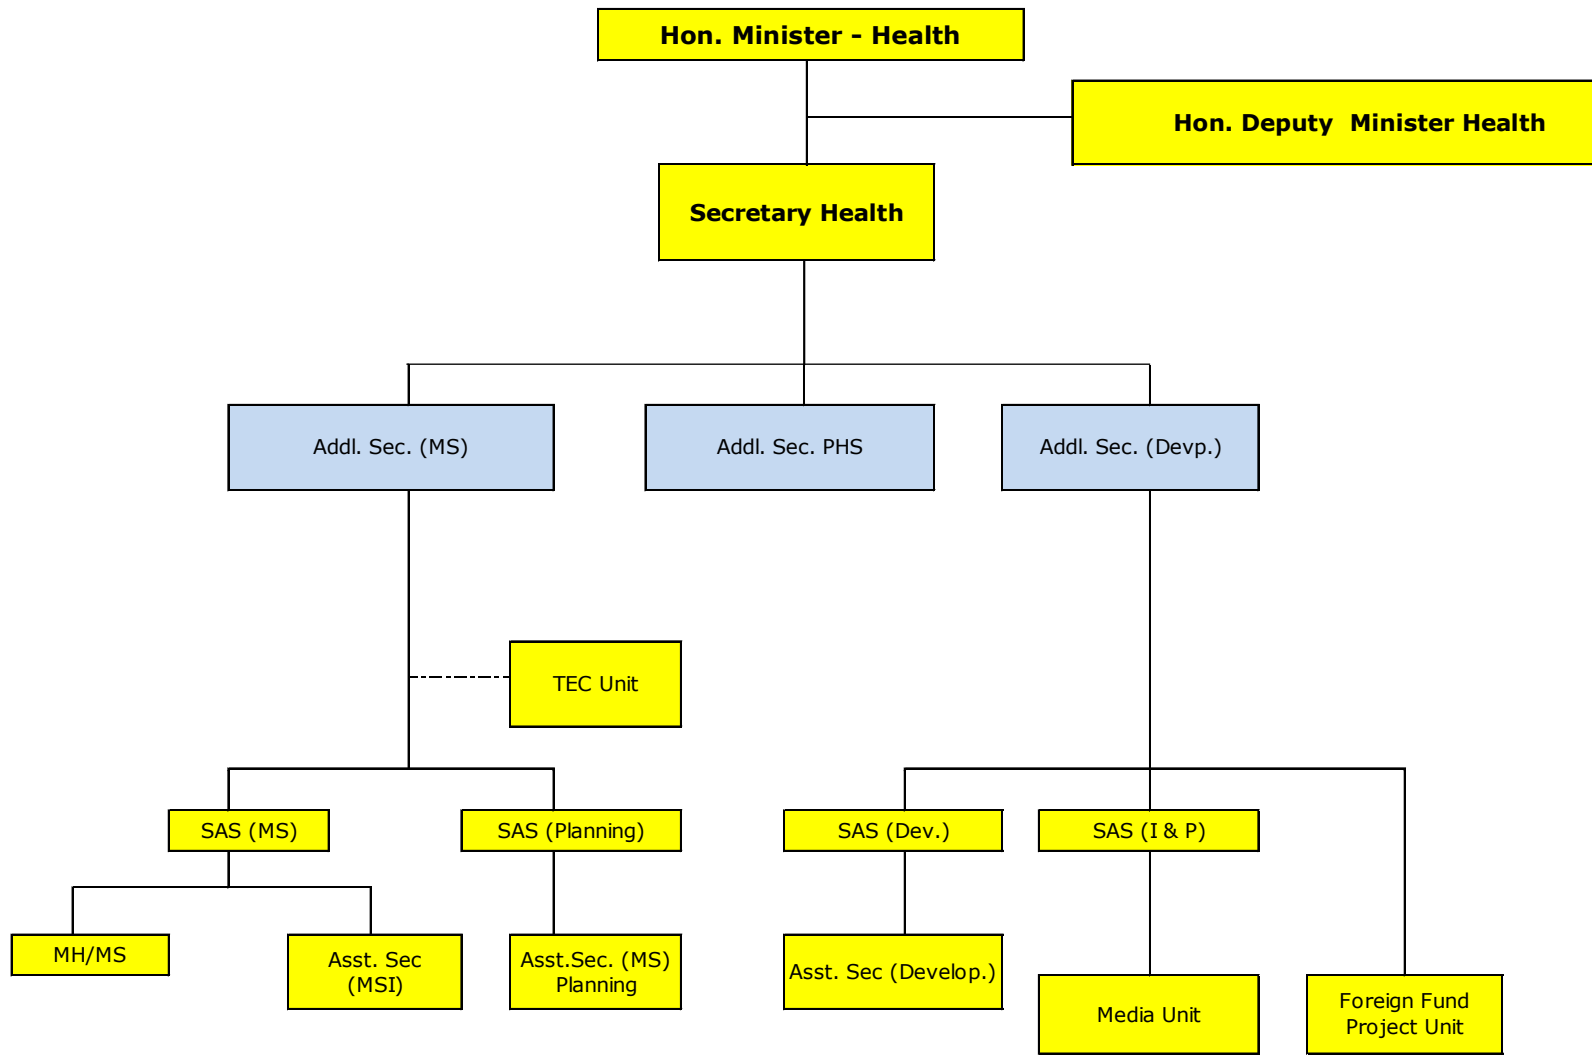 Hon. Minister - Health
Hon. Deputy Minister Health
Secretary Health
Addl. Sec. (MS)
Addl. Sec. PHS
Addl. Sec. (Devp.)
TEC Unit
SAS (MS)
SAS (Planning)
SAS (Dev.)
SAS (I & P)
MH/MS
Asst. Sec
(MSI)
Asst.Sec. (MS)
Planning
Asst. Sec (Develop.)
Media Unit
Foreign Fund
Project Unit